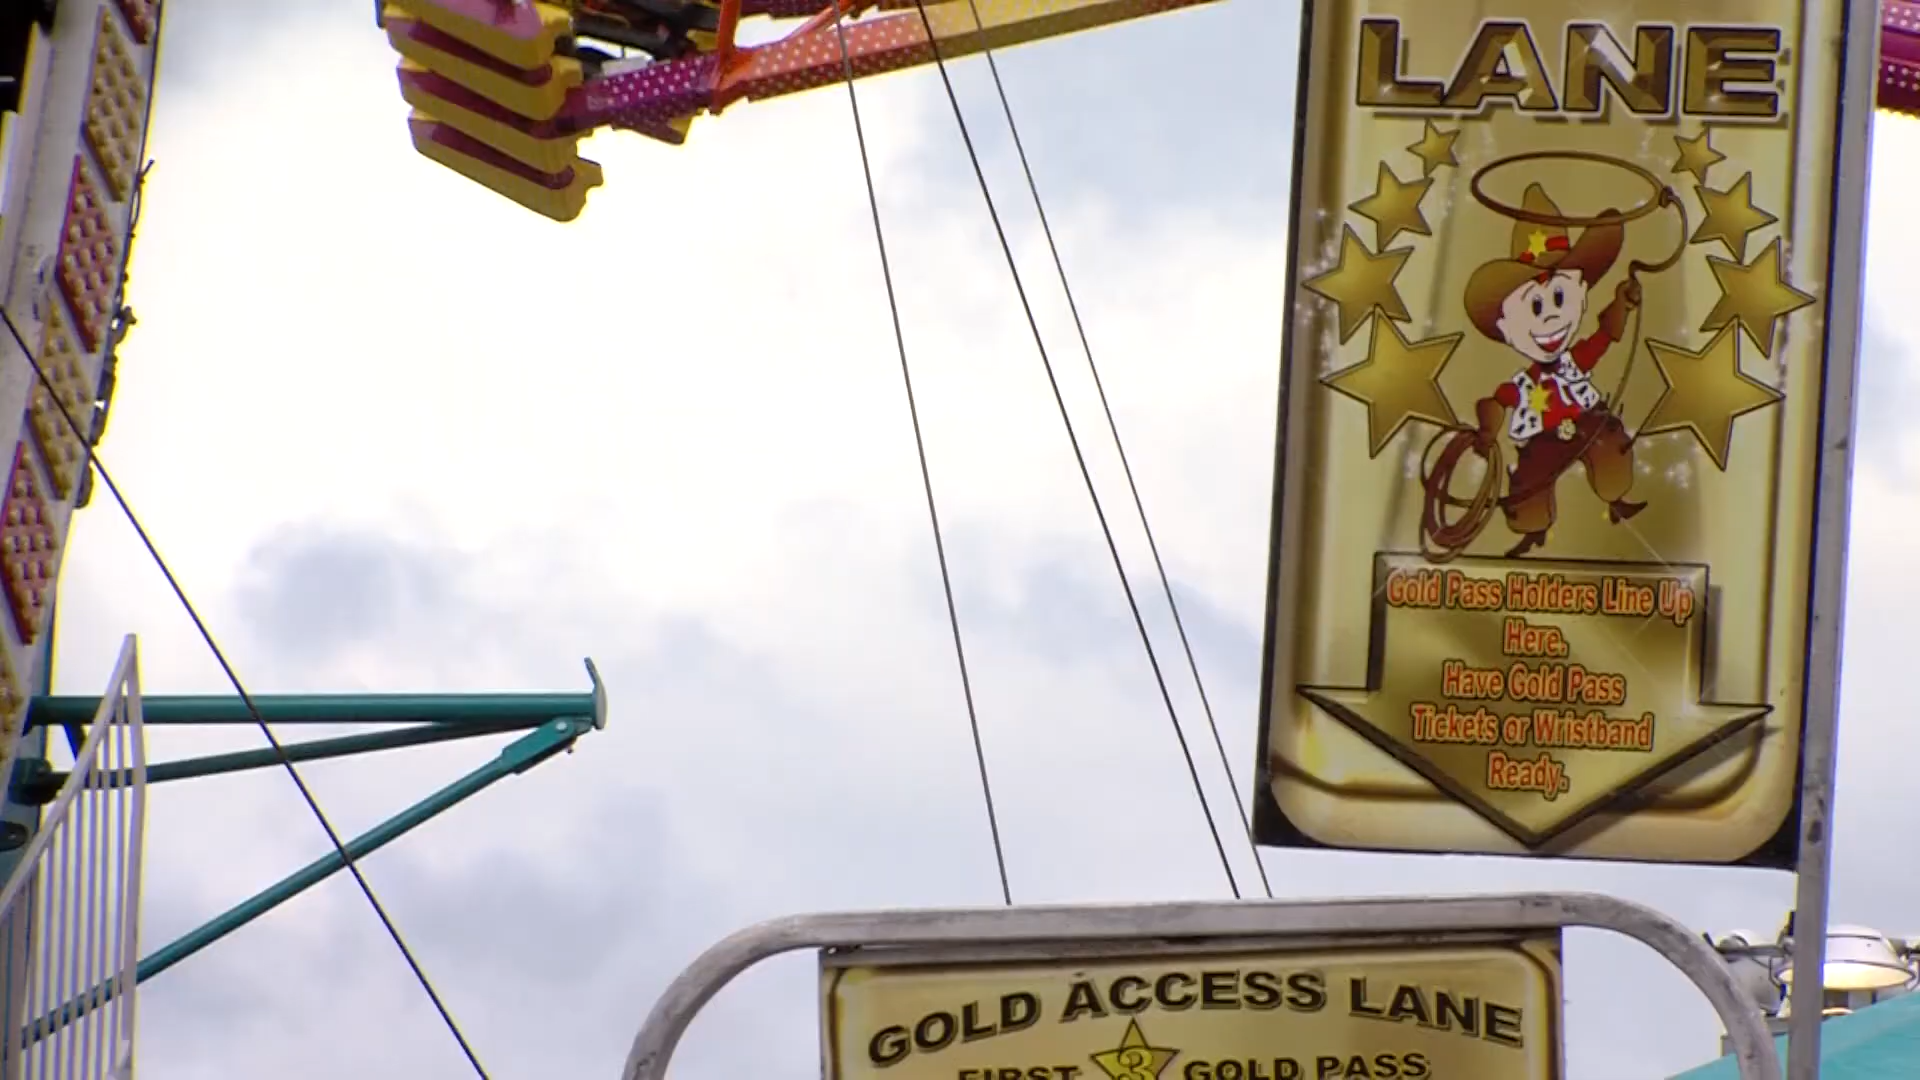 LANE
Gold Pass Holders Line Up
Here.
Have Gold Pass
Tickets or Wristband
Ready.
GOLD ACCESS LANE
FIRST 3 GOLD PASS